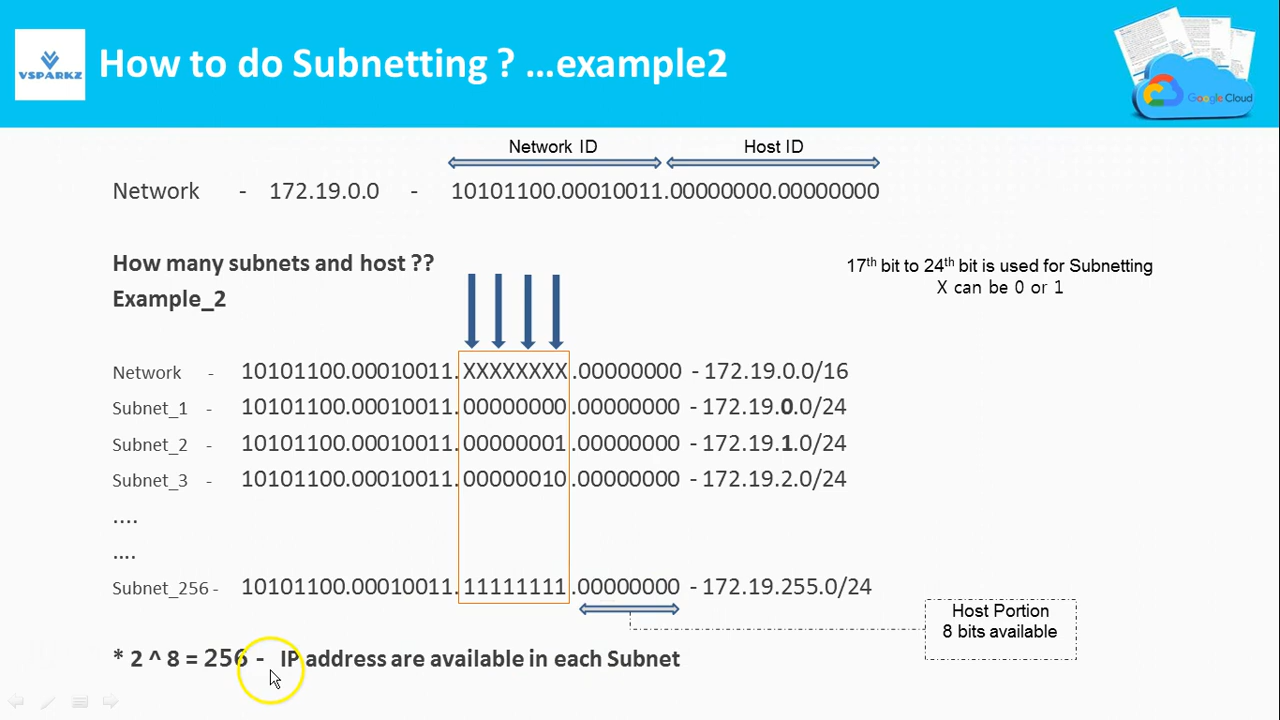 VSPARKZ
How to do Subnetting ? ...example2
Google Cloud
Network ID
Host ID
Network - 172.19.0.0 - 10101100.00010011.00000000.00000000
How many subnets and host ??
17th bit to 24th bit is used for Subnetting
X can be 0 or 1
Example_2
Network - 10101100.00010011.XXXXXXXX.00000000 - 172.19.0.0/16
Subnet_1 - 10101100.00010011.00000000.00000000 - 172.19.0.0/24
Subnet_2 - 10101100.00010011.00000001.00000000 - 172.19.1.0/24
Subnet_3 - 10101100.00010011.00000010.00000000 - 172.19.2.0/24
....
....
Subnet_256 - 10101100.00010011.11111111.00000000 - 172.19.255.0/24
Host Portion
8 bits available
* 2 ^ 8 = 256 - IP address are available in each Subnet